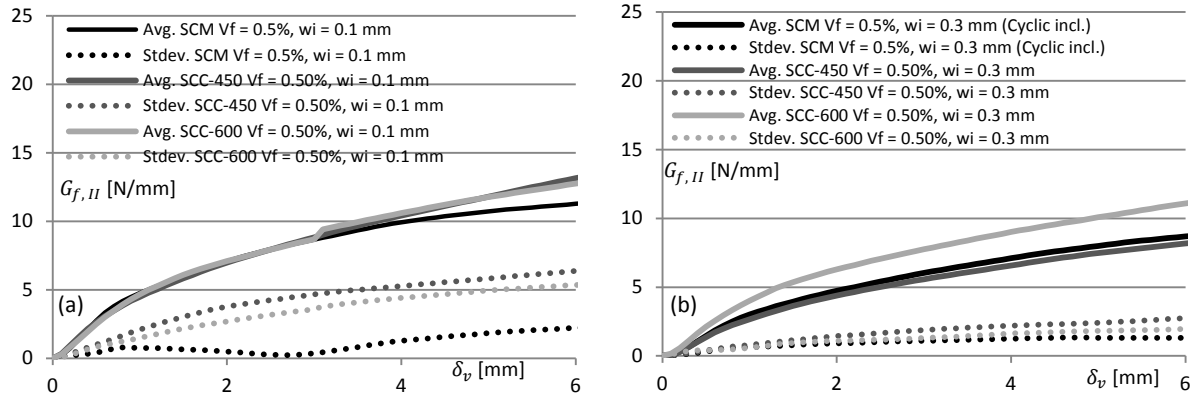 25
20
15
10
5
0
Avg. SCM Vf = 0.5%, wi = 0.1 mm
Stdev. SCM Vf = 0.5%, wi = 0.1 mm
Avg. SCC-450 Vf = 0.50%, wi = 0.1 mm
Stdev. SCC-450 Vf = 0.50%, wi = 0.1 mm
Avg. SCC-600 Vf = 0.50%, wi = 0.1 mm
Stdev. SCC-600 Vf = 0.50%, wi = 0.1 mm
G_{f,II} [N/mm]
(a)
δ_v [mm]
0 2 4 6
25
20
15
10
5
0
Avg. SCM Vf = 0.5%, wi = 0.3 mm (Cyclic incl.)
Stdev. SCM Vf = 0.5%, wi = 0.3 mm (Cyclic incl.)
Avg. SCC-450 Vf = 0.50%, wi = 0.3 mm
Stdev. SCC-450 Vf = 0.50%, wi = 0.3 mm
Avg. SCC-600 Vf = 0.50%, wi = 0.3 mm
Stdev. SCC-600 Vf = 0.50%, wi = 0.3 mm
G_{f,II} [N/mm]
(b)
δ_v [mm]
0 2 4 6